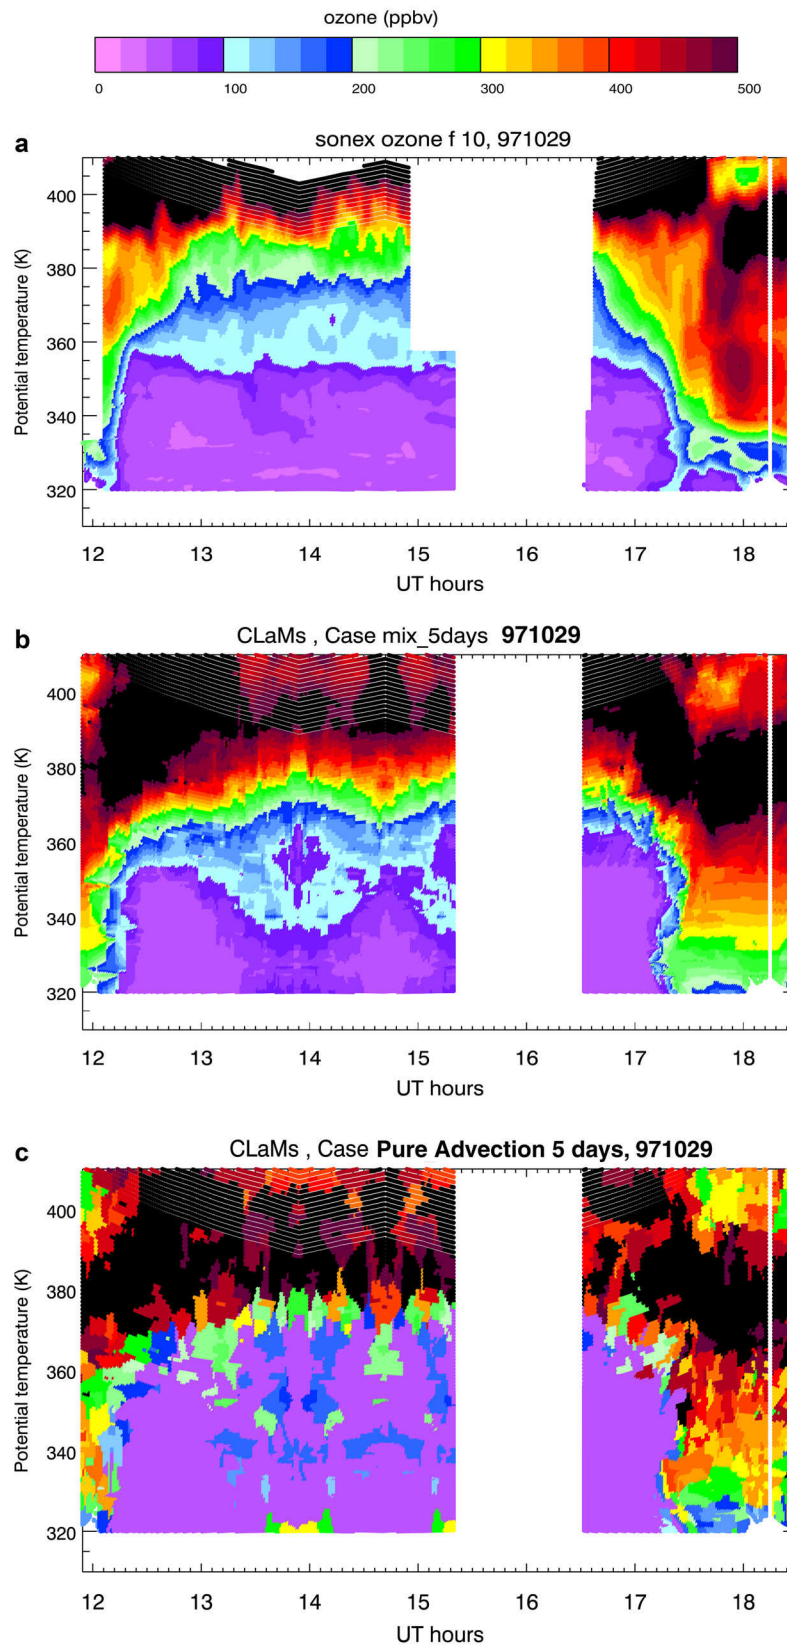 ozone (ppbv)
0 100 200 300 400 500
a
sonex ozone f 10, 971029
Potential temperature (K)
400
380
360
340
320
12 13 14 15 16 17 18
UT hours
b
CLaMs , Case mix_5days 971029
Potential temperature (K)
400
380
360
340
320
12 13 14 15 16 17 18
UT hours
c
CLaMs , Case Pure Advection 5 days, 971029
Potential temperature (K)
400
380
360
340
320
12 13 14 15 16 17 18
UT hours